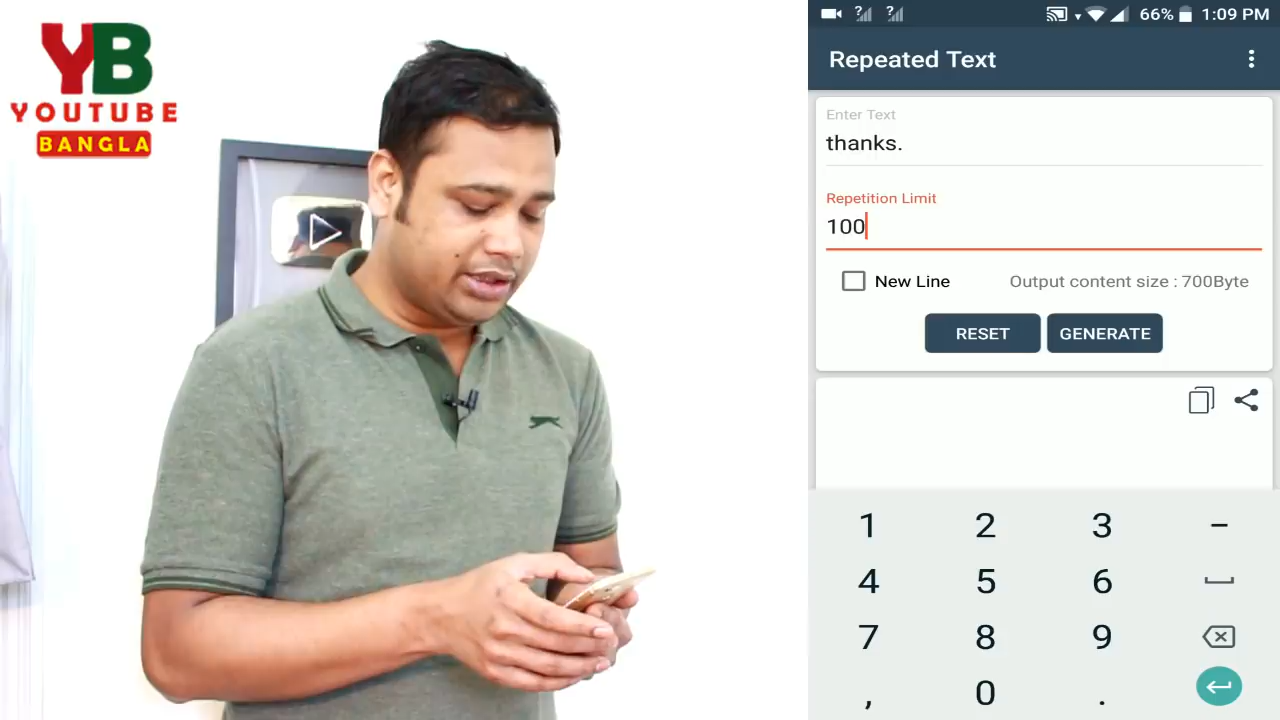 YB
YOUTUBE
BANGLA
? ? 66% 1:09 PM
Repeated Text
Enter Text
thanks.
Repetition Limit
100
New Line
Output content size : 700Byte
RESET
GENERATE
1 2 3 -
4 5 6
7 8 9
, 0 .